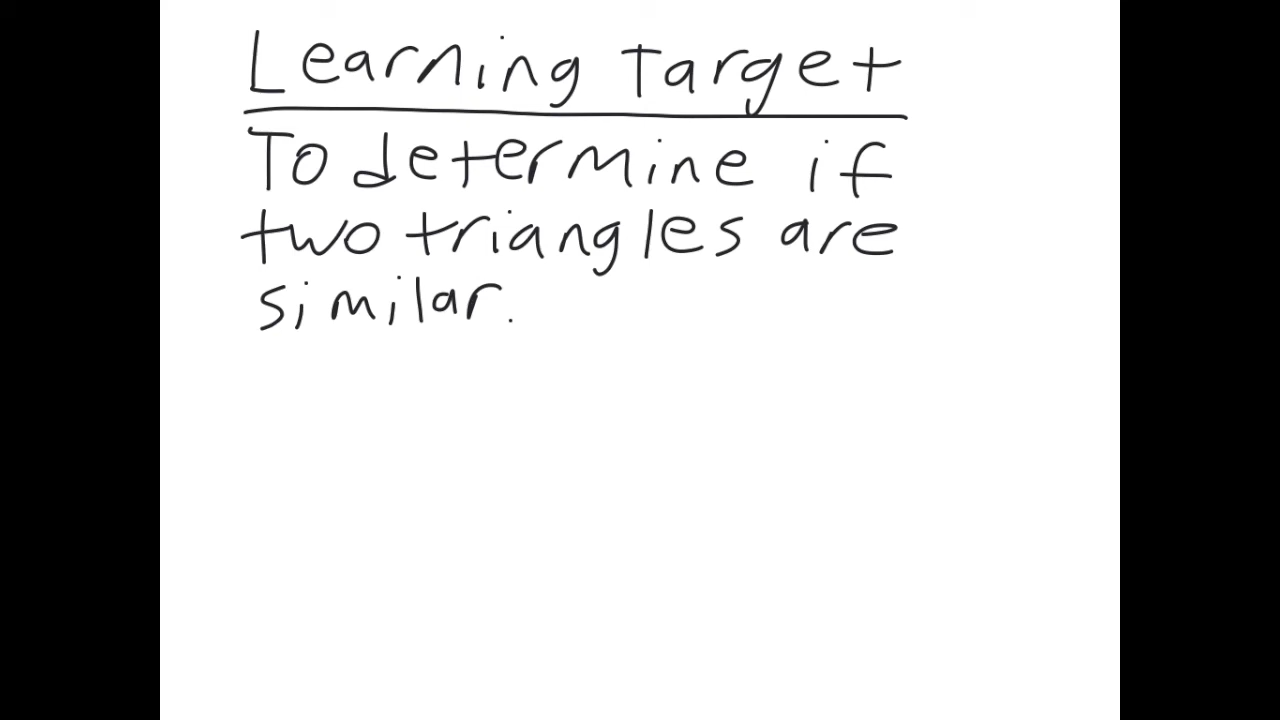 Learning Target
To determine if
two triangles are
similar.